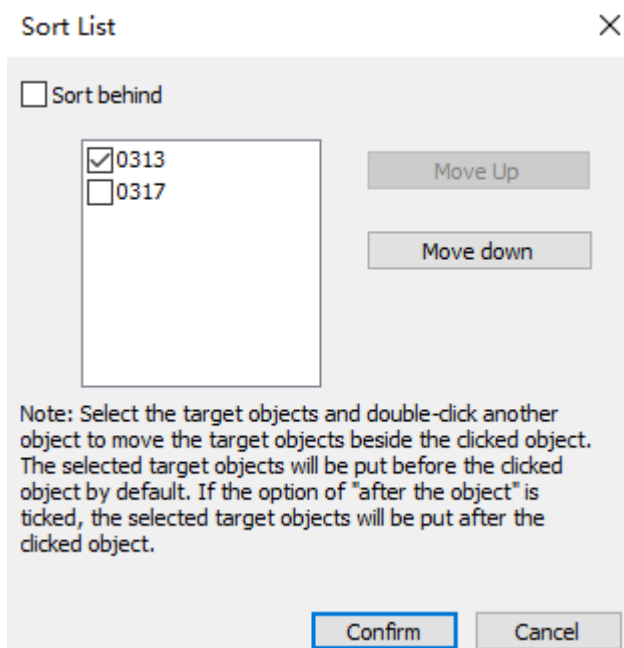 Sort List
Sort behind
0313
0317
Move Up
Move down
Note: Select the target objects and double-click another
object to move the target objects beside the clicked object.
The selected target objects will be put before the clicked
object by default. If the option of "after the object" is
ticked, the selected target objects will be put after the
clicked object.
Confirm
Cancel